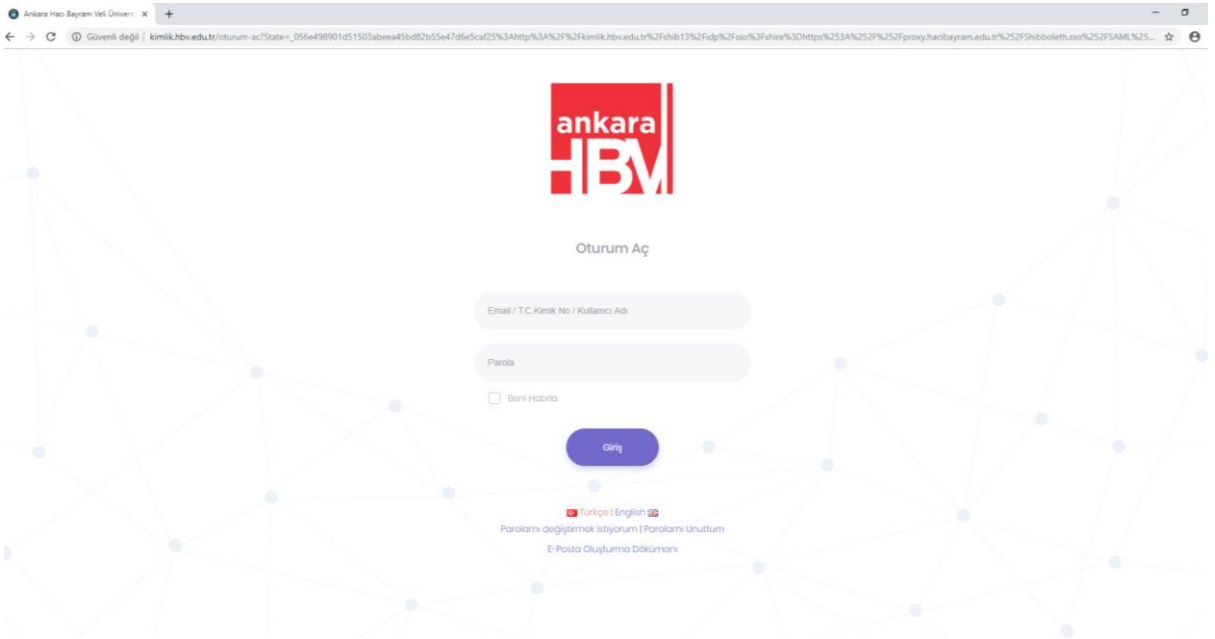 Ankara Hacı Bayram Veli Üniversi
Güvenli değil | kimlik.hbv.edu.tr/oturum-ac?State=_056e498901d51503abeea45bd82b55e47d6e5caf25%3Ahttp%3A%2F%2Fkimlik.hbv.edu.tr%2Fshib13%2Fidp%2Fsso%3Fshire%3Dhttps%253A%252F%252Fproxy.hacibayram.edu.tr%252FShibboleth.sso%252FSAML%25...
ankara
HBV
Oturum Aç
Email / T.C.Kimik No / Kullanıcı Adı
Parola
Beni Hatırla
Giriş
Türkçe | English
Parolamı değiştirmek istiyorum | Parolamı Unuttum
E-Posta Oluşturma Dökümanı